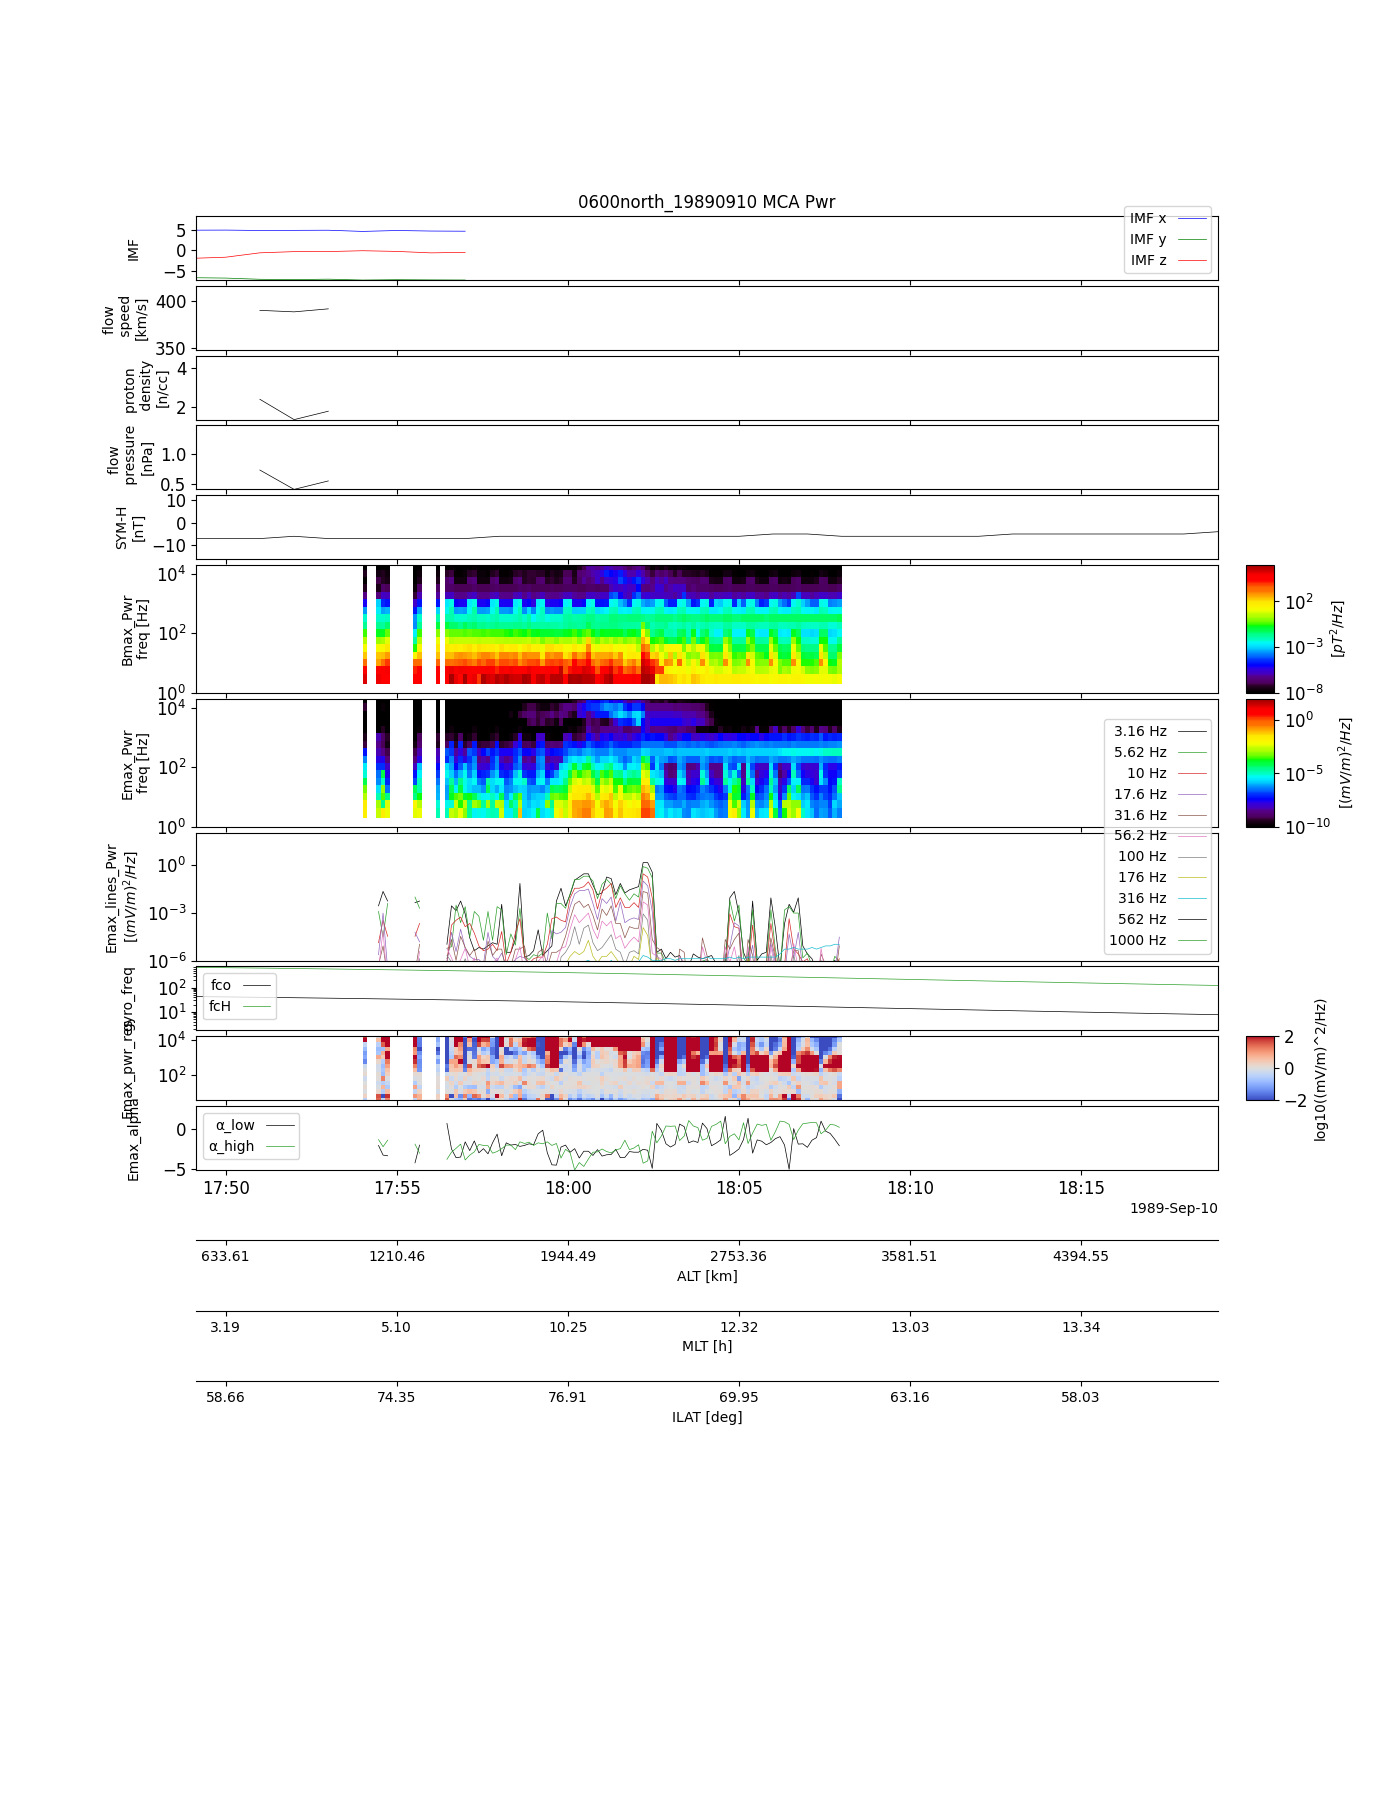 0600north_19890910 MCA Pwr
IMF
5
0
−5
IMF x
IMF y
IMF z
flow
speed
[km/s]
400
350
proton
density
[n/cc]
4
2
flow
pressure
[nPa]
1.0
0.5
SYM-H
[nT]
10
0
−10
Bmax_Pwr
freq [Hz]
10^4
10^2
10^0
10^2
10^−3
10^−8
[pT^2/Hz]
Emax_Pwr
freq [Hz]
10^4
10^2
10^0
10^0
10^−5
10^−10
[(mV/m)^2/Hz]
3.16 Hz
5.62 Hz
10 Hz
17.6 Hz
31.6 Hz
56.2 Hz
100 Hz
176 Hz
316 Hz
562 Hz
1000 Hz
Emax_lines_Pwr
[(mV/m)^2/Hz]
10^0
10^−3
10^−6
gyro_freq
10^2
10^1
fco
fcH
Emax_pwr_reg
10^4
10^2
2
0
−2
log10((mV/m)^2/Hz)
Emax_alpha
0
−5
α_low
α_high
17:50 17:55 18:00 18:05 18:10 18:15
1989-Sep-10
633.61 1210.46 1944.49 2753.36 3581.51 4394.55
ALT [km]
3.19 5.10 10.25 12.32 13.03 13.34
MLT [h]
58.66 74.35 76.91 69.95 63.16 58.03
ILAT [deg]